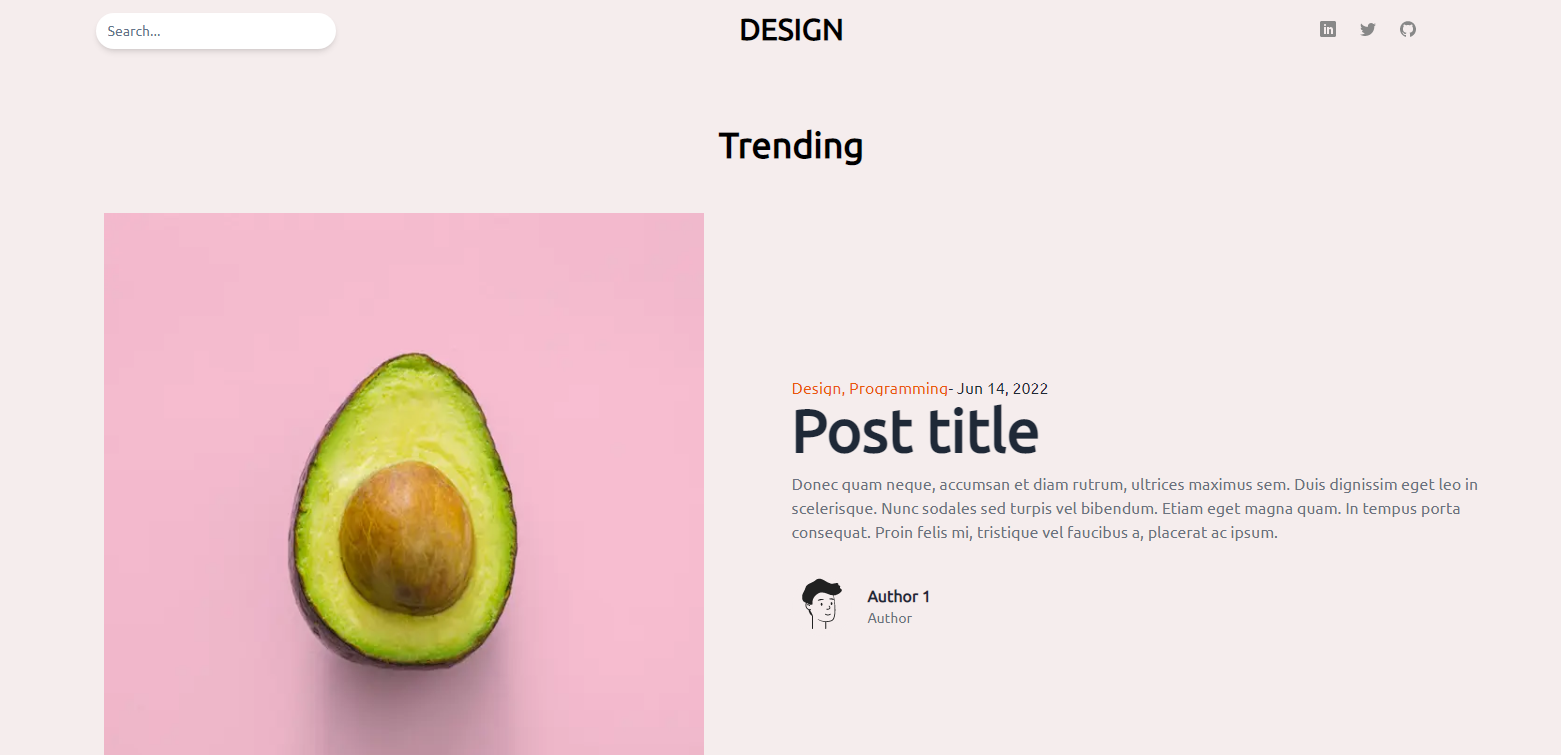 Search...
DESIGN
in
Trending
Design, Programming- Jun 14, 2022
Post title
Donec quam neque, accumsan et diam rutrum, ultrices maximus sem. Duis dignissim eget leo in
scelerisque. Nunc sodales sed turpis vel bibendum. Etiam eget magna quam. In tempus porta
consequat. Proin felis mi, tristique vel faucibus a, placerat ac ipsum.
Author 1
Author